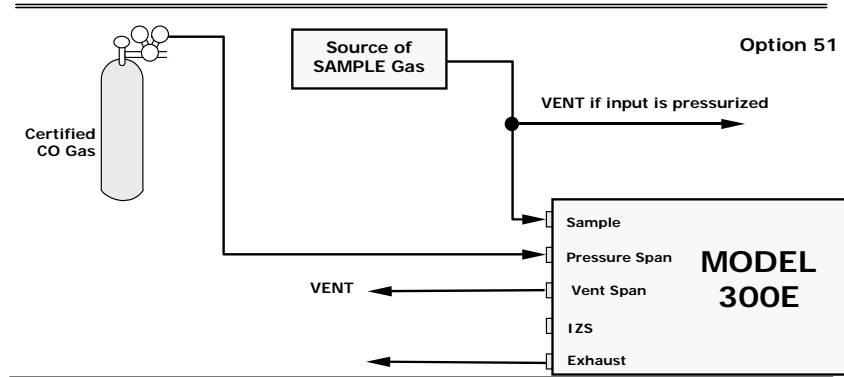 Source of
SAMPLE Gas
Option 51
VENT if input is pressurized
Certified
CO Gas
Sample
Pressure Span
MODEL
300E
VENT
Vent Span
IZS
Exhaust